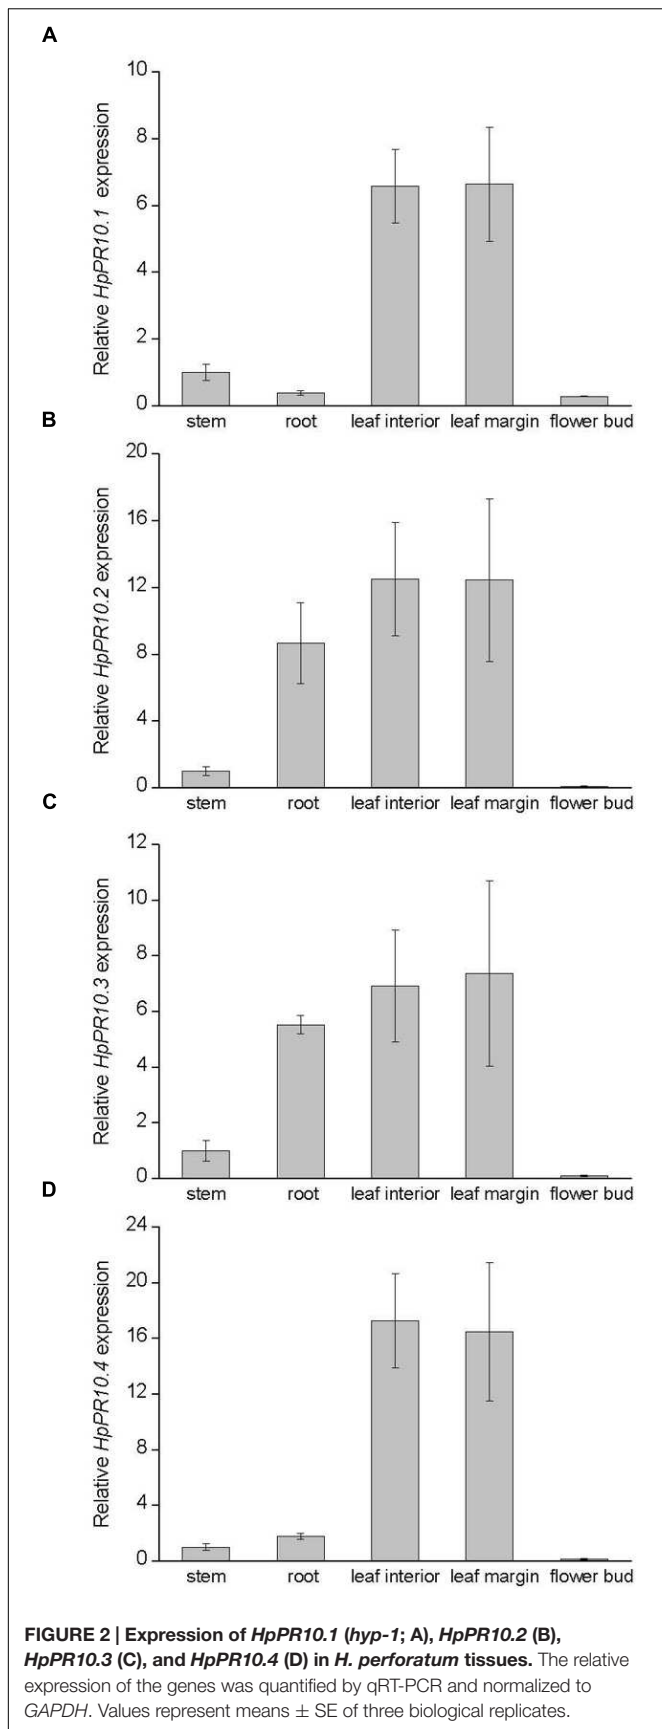 A
Relative HpPR10.1 expression
10
8
6
4
2
0
stem root leaf interior leaf margin flower bud
B
Relative HpPR10.2 expression
20
16
12
8
4
0
stem root leaf interior leaf margin flower bud
C
Relative HpPR10.3 expression
12
10
8
6
4
2
0
stem root leaf interior leaf margin flower bud
D
Relative HpPR10.4 expression
24
20
16
12
8
4
0
stem root leaf interior leaf margin flower bud
FIGURE 2 | Expression of HpPR10.1 (hyp-1; A), HpPR10.2 (B),
HpPR10.3 (C), and HpPR10.4 (D) in H. perforatum tissues. The relative
expression of the genes was quantified by qRT-PCR and normalized to
GAPDH. Values represent means ± SE of three biological replicates.